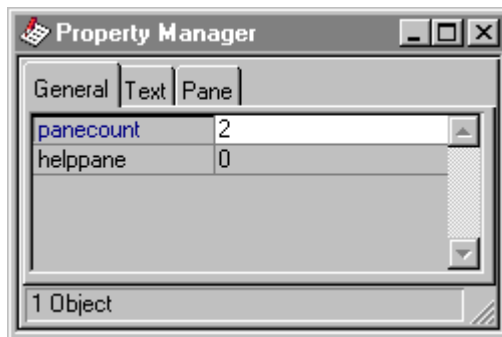 Property Manager
General Text Pane
panecount 2
helppane 0
1 Object